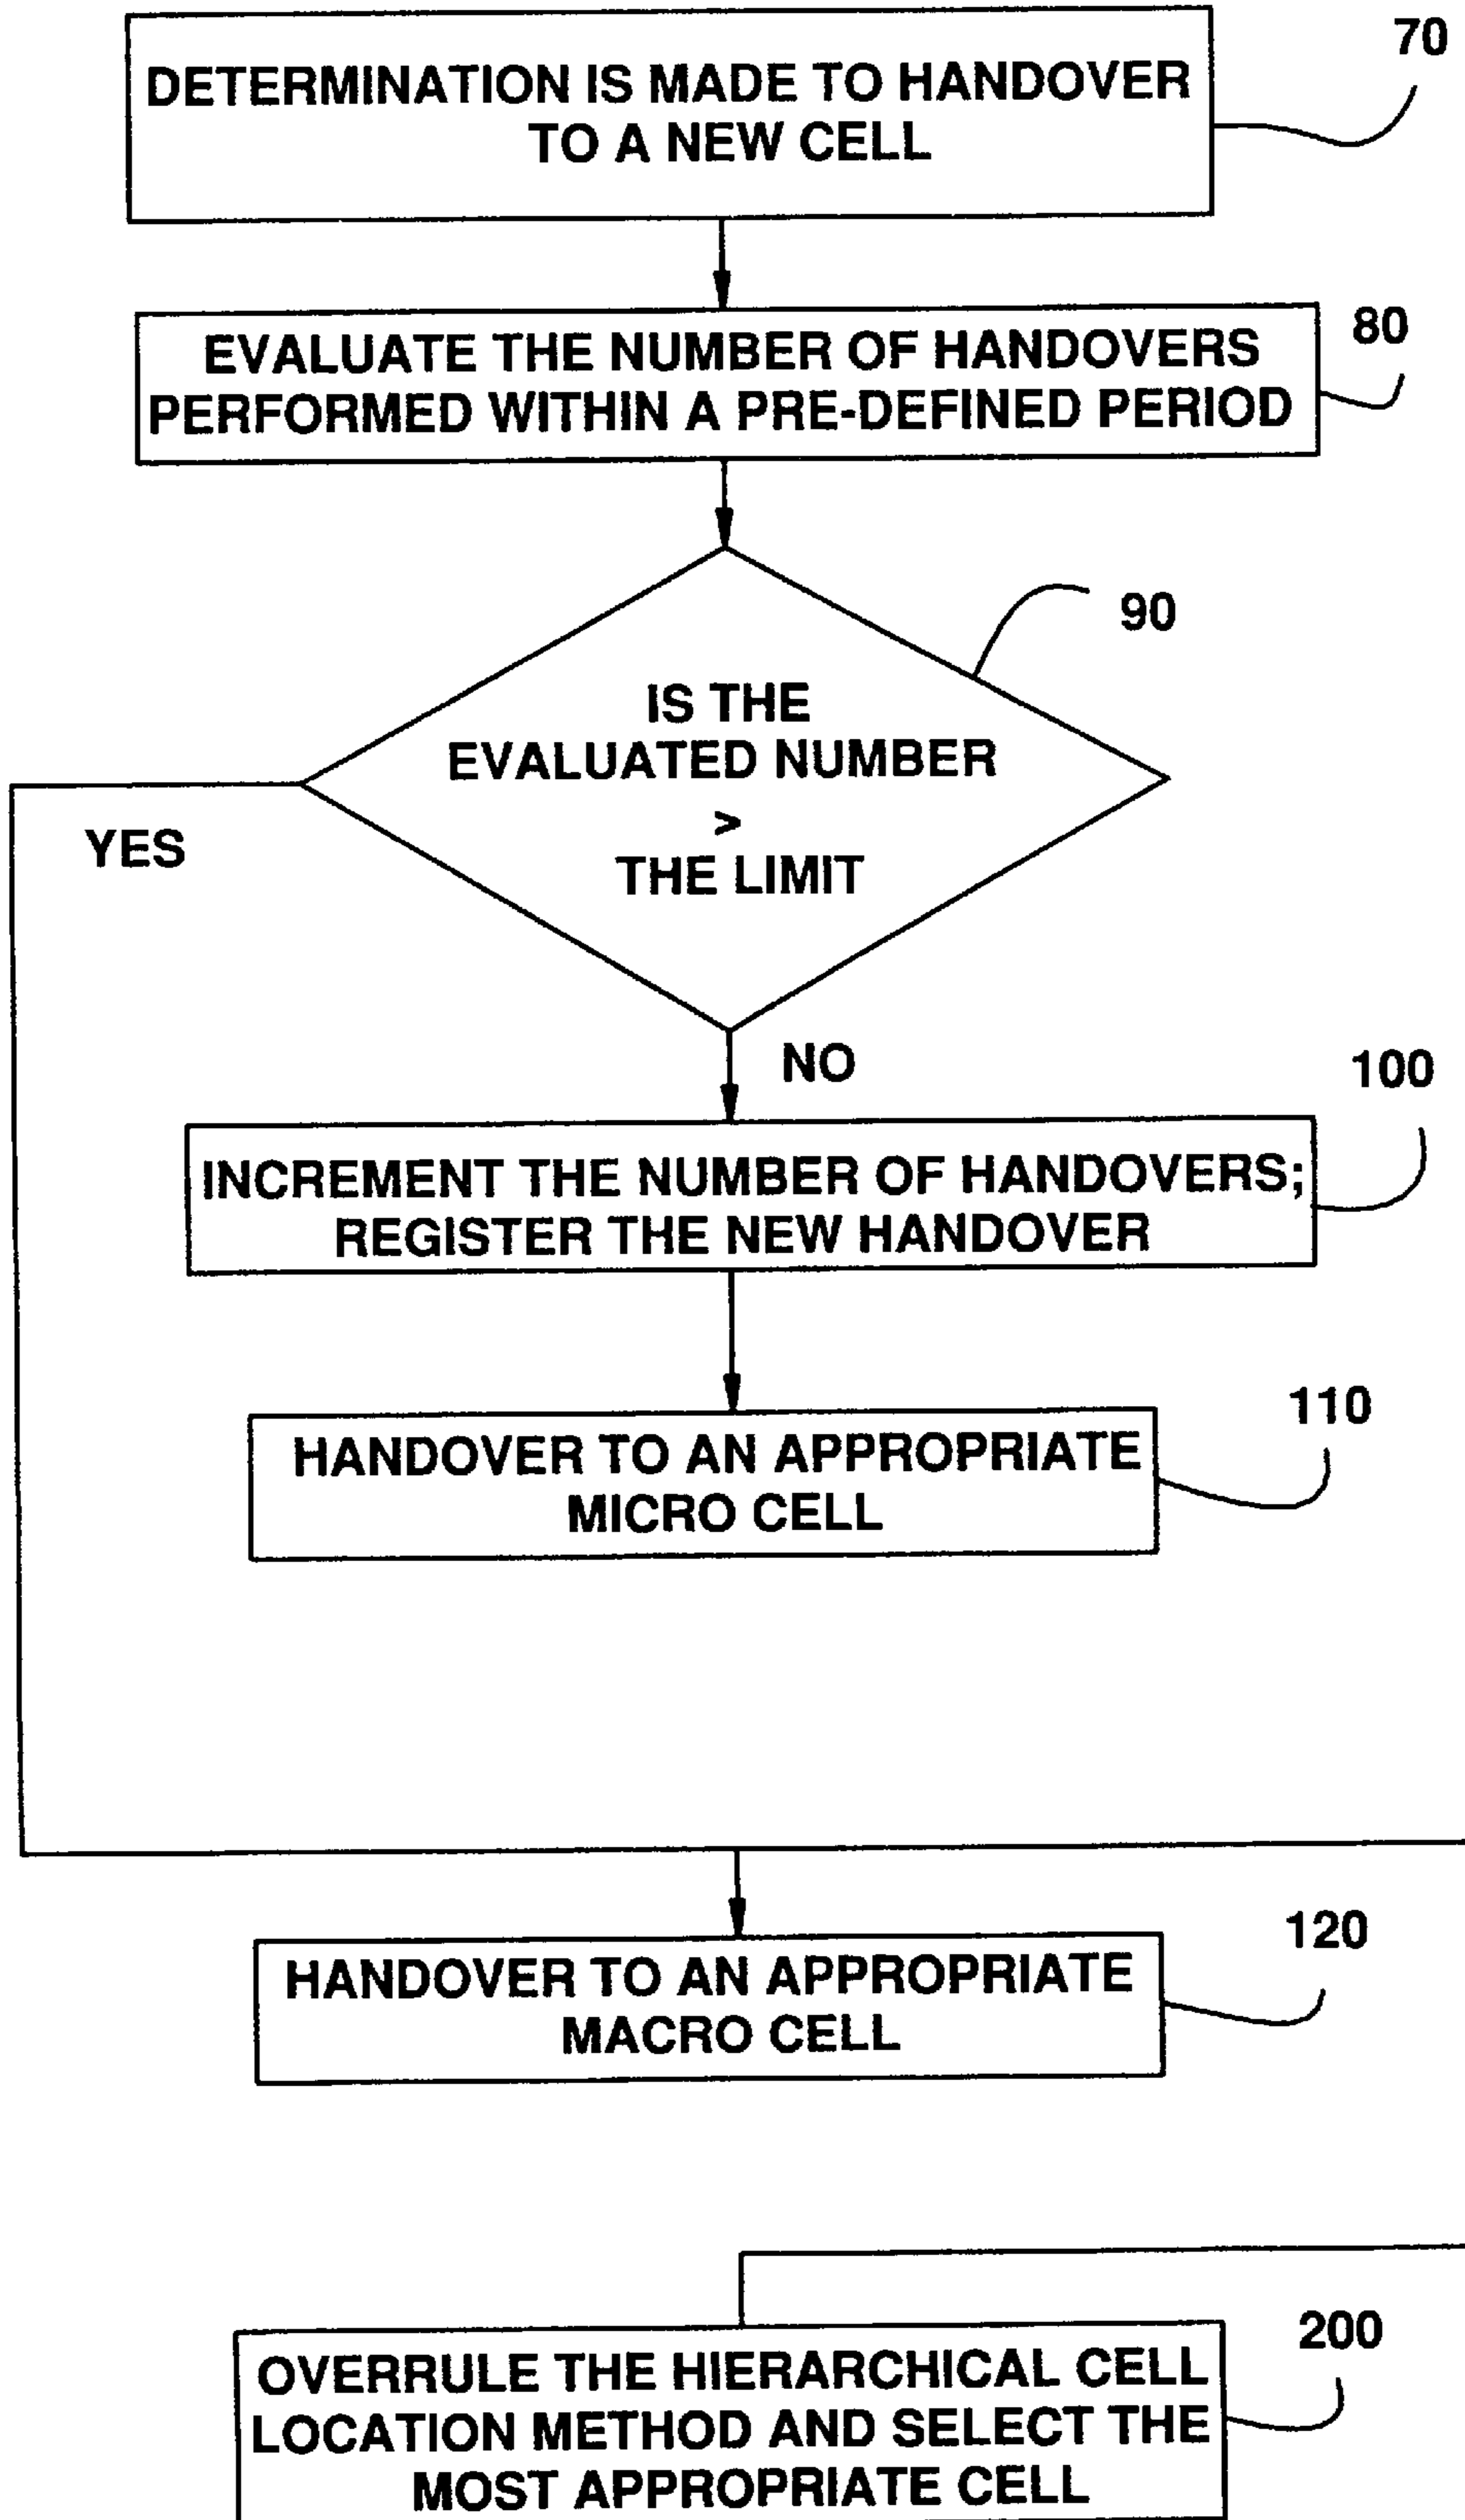 70
DETERMINATION IS MADE TO HANDOVER
TO A NEW CELL
80
EVALUATE THE NUMBER OF HANDOVERS
PERFORMED WITHIN A PRE-DEFINED PERIOD
90
IS THE
EVALUATED NUMBER
>
THE LIMIT
YES
NO
100
INCREMENT THE NUMBER OF HANDOVERS;
REGISTER THE NEW HANDOVER
110
HANDOVER TO AN APPROPRIATE
MICRO CELL
120
HANDOVER TO AN APPROPRIATE
MACRO CELL
200
OVERRULE THE HIERARCHICAL CELL
LOCATION METHOD AND SELECT THE
MOST APPROPRIATE CELL